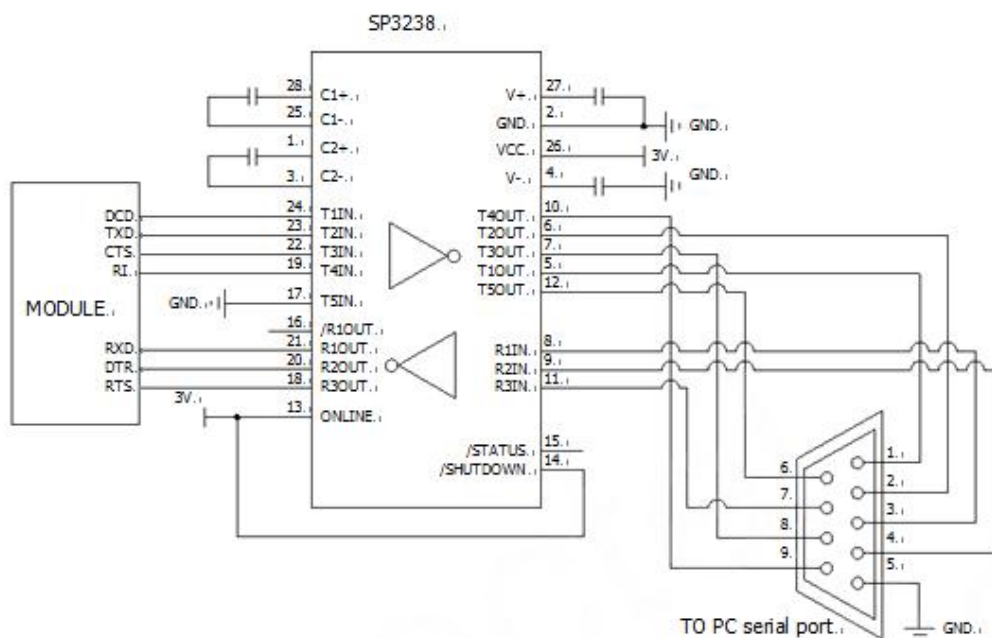 SP3238.
28. C1+.
25. C1-.
1. C2+.
3. C2-.
24. T1IN.
23. T2IN.
22. T3IN.
19. T4IN.
17. T5IN.
16. /R1OUT.
21. R1OUT.
20. R2OUT.
18. R3OUT.
13. ONLINE.
V+. 27.
GND. 2.
VCC. 26.
V-. 4.
T4OUT. 10.
T2OUT. 6.
T3OUT. 7.
T1OUT. 5.
T5OUT. 12.
R1IN. 8.
R2IN. 9.
R3IN. 11.
/STATUS. 15.
/SHUTDOWN. 14.
GND.
3V.
GND.
DCD.
TXD.
CTS.
RI.
MODULE.
RXD.
DTR.
RTS.
GND.
3V.
1.
2.
3.
4.
5.
6.
7.
8.
9.
TO PC serial port.
GND.